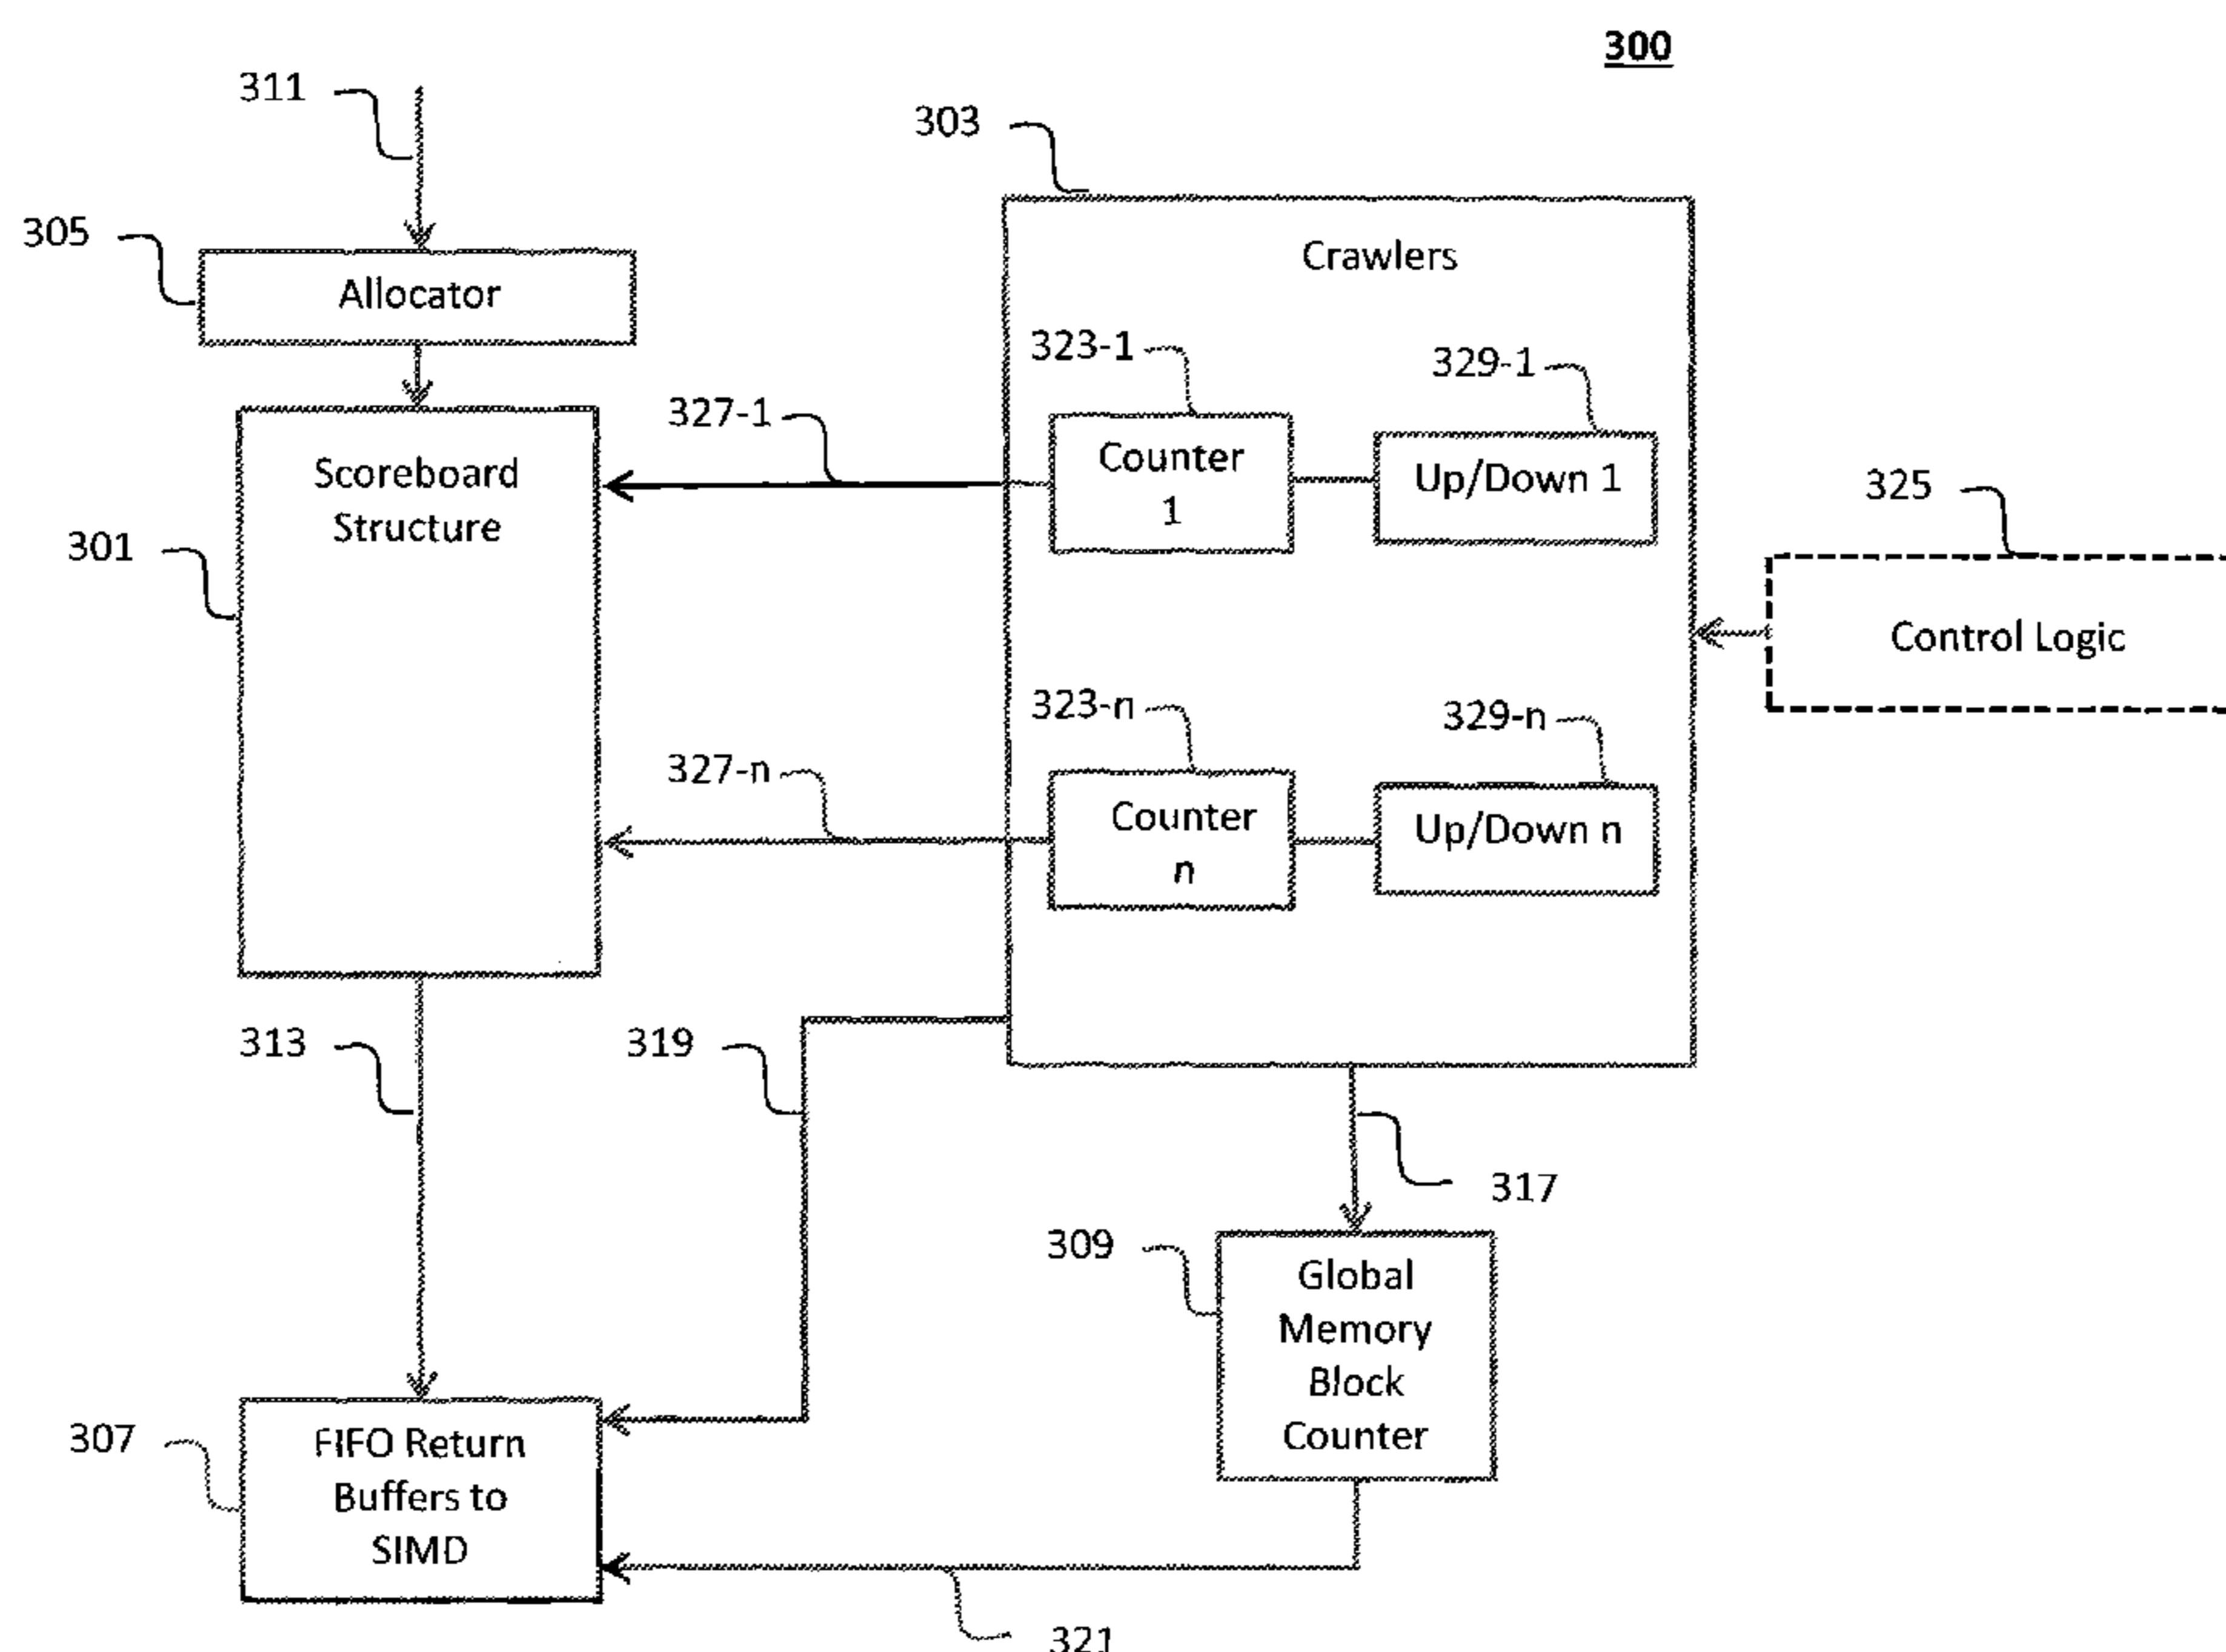 300
311
303
305
Allocator
Crawlers
323-1
329-1
327-1
Counter
1
Up/Down 1
Scoreboard
Structure
325
301
Control Logic
323-n
329-n
327-n
Counter
n
Up/Down n
313
319
317
309
Global
Memory
Block
Counter
307
FIFO Return
Buffers to
SIMD
321